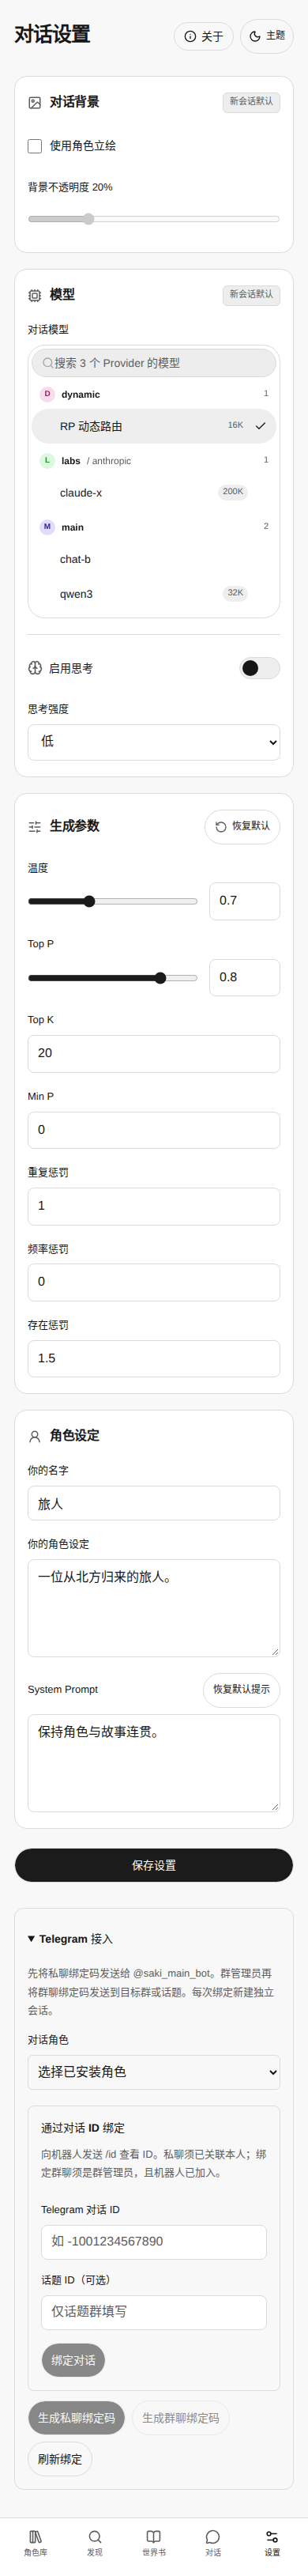 对话设置
关于
主题
对话背景
新会话默认
使用角色立绘
背景不透明度 20%
模型
新会话默认
对话模型
搜索 3 个 Provider 的模型
D dynamic 1
RP 动态路由 16K
L labs / anthropic 1
claude-x 200K
M main 2
chat-b
qwen3 32K
启用思考
思考强度
低
生成参数
恢复默认
温度
0.7
Top P
0.8
Top K
20
Min P
0
重复惩罚
1
频率惩罚
0
存在惩罚
1.5
角色设定
你的名字
旅人
你的角色设定
一位从北方归来的旅人。
System Prompt
恢复默认提示
保持角色与故事连贯。
保存设置
Telegram 接入
先将私聊绑定码发送给 @saki_main_bot。群管理员再
将群聊绑定码发送到目标群或话题。每次绑定新建独立
会话。
对话角色
选择已安装角色
通过对话 ID 绑定
向机器人发送 /id 查看 ID。私聊须已关联本人；绑
定群聊须是群管理员，且机器人已加入。
Telegram 对话 ID
如 -1001234567890
话题 ID（可选）
仅话题群填写
绑定对话
生成私聊绑定码
生成群聊绑定码
刷新绑定
角色库
发现
世界书
对话
设置